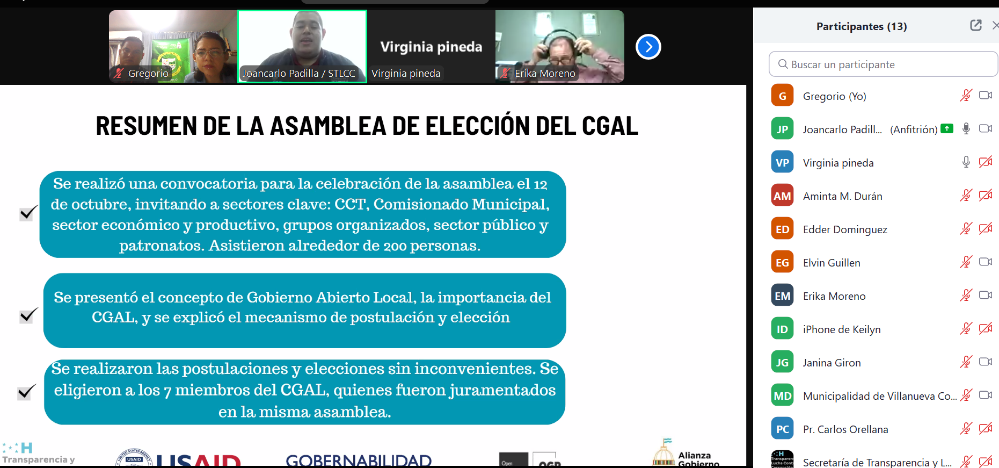 Gregorio
Joancarlo Padilla / STLCC
Virginia pineda
Virginia pineda
Erika Moreno
RESUMEN DE LA ASAMBLEA DE ELECCIÓN DEL CGAL
Se realizó una convocatoria para la celebración de la asamblea el 12
de octubre, invitando a sectores clave: CCT, Comisionado Municipal,
sector económico y productivo, grupos organizados, sector público y
patronatos. Asistieron alrededor de 200 personas.
Se presentó el concepto de Gobierno Abierto Local, la importancia del
CGAL, y se explicó el mecanismo de postulación y elección
Se realizaron las postulaciones y elecciones sin inconvenientes. Se
eligieron a los 7 miembros del CGAL, quienes fueron juramentados
en la misma asamblea.
H
Transparencia y
USAID
USAID
GOBERNABILIDAD
Open
OGP
Alianza
Gobierno
Participantes (13)
Buscar un participante
G Gregorio (Yo)
JP Joancarlo Padill... (Anfitrión)
VP Virginia pineda
AM Aminta M. Durán
ED Edder Dominguez
EG Elvin Guillen
EM Erika Moreno
ID iPhone de Keilyn
JG Janina Giron
MD Municipalidad de Villanueva Co...
PC Pr. Carlos Orellana
Secretaría de Transparencia y L...